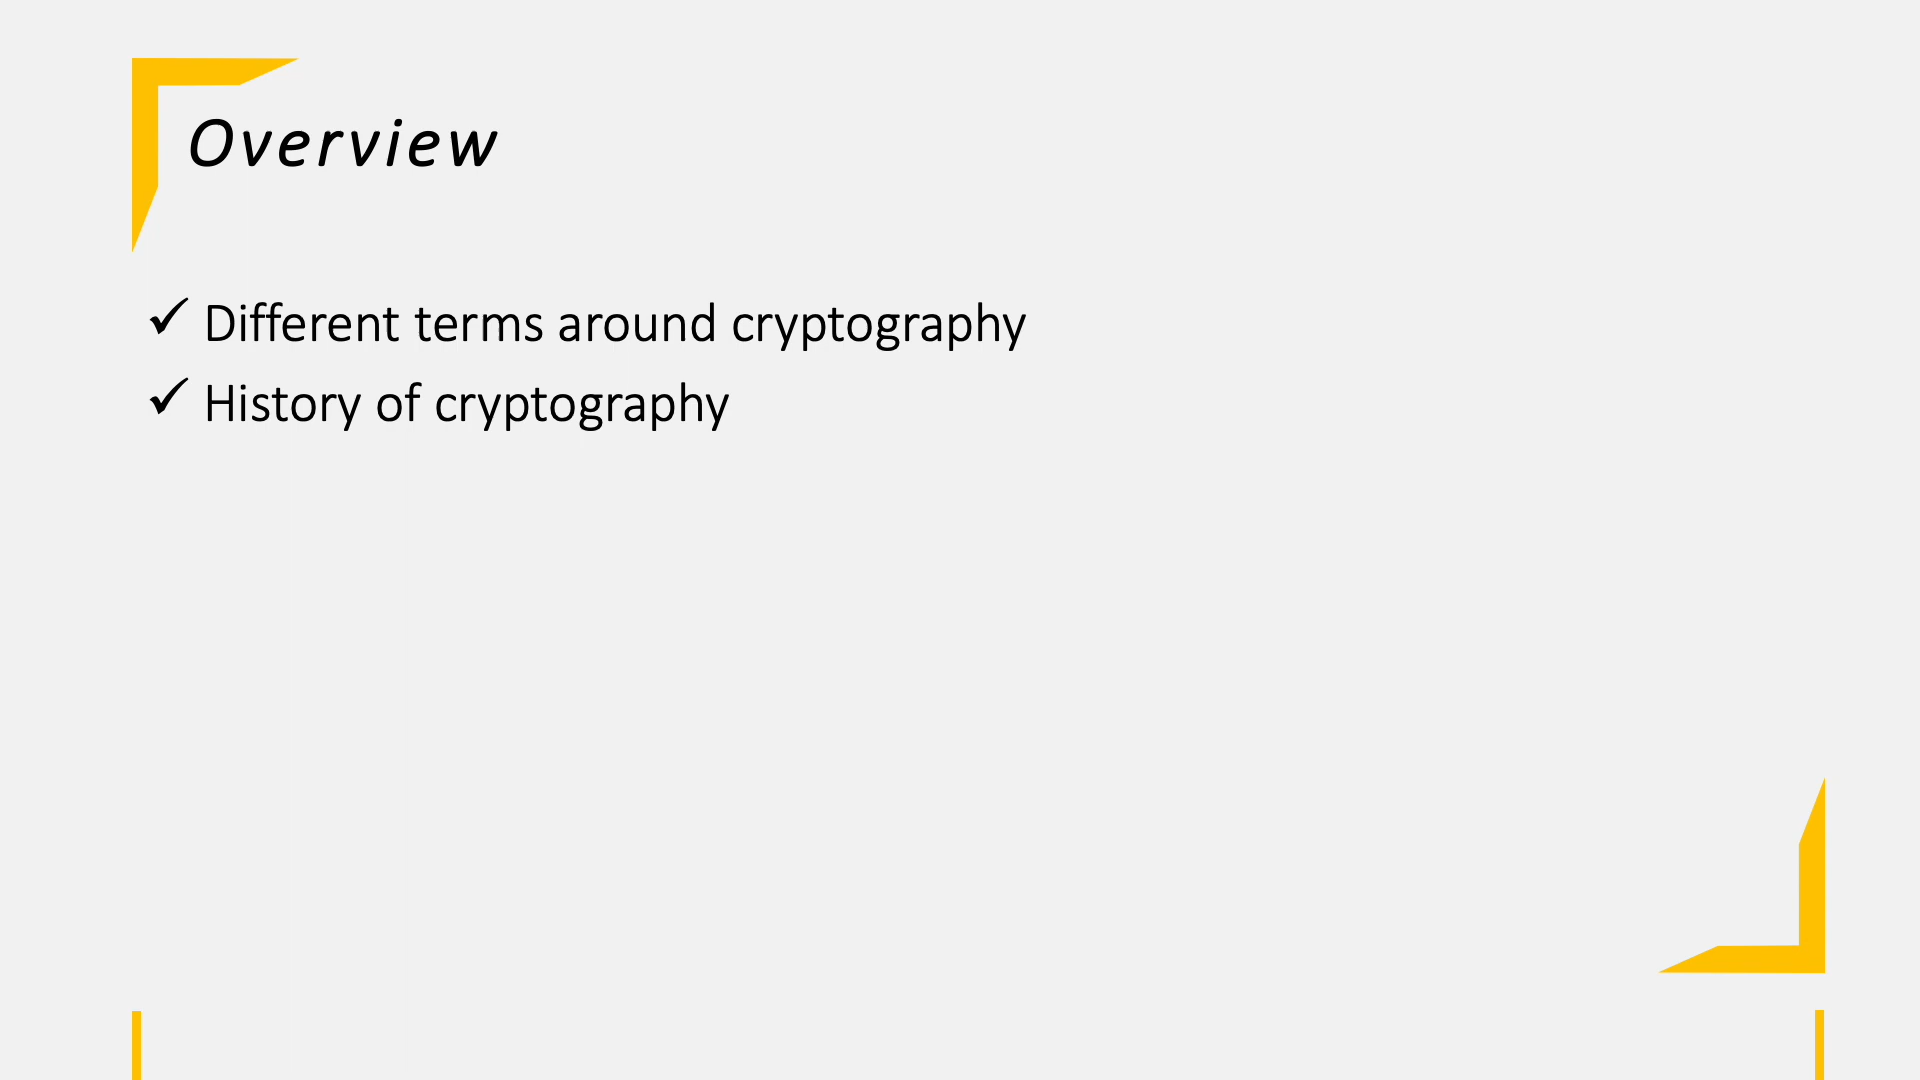 Overview
✓ Different terms around cryptography
✓ History of cryptography